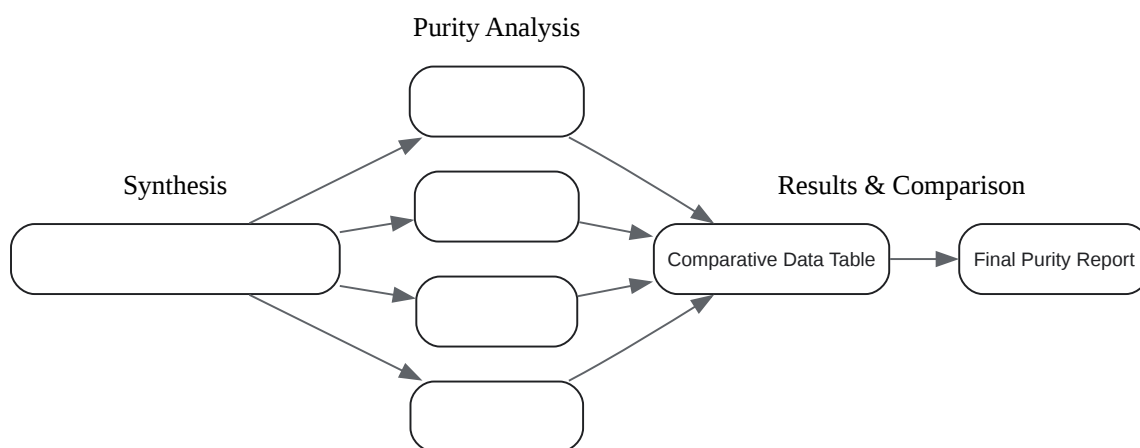 Purity Analysis
Synthesis
Results & Comparison
Comparative Data Table
Final Purity Report